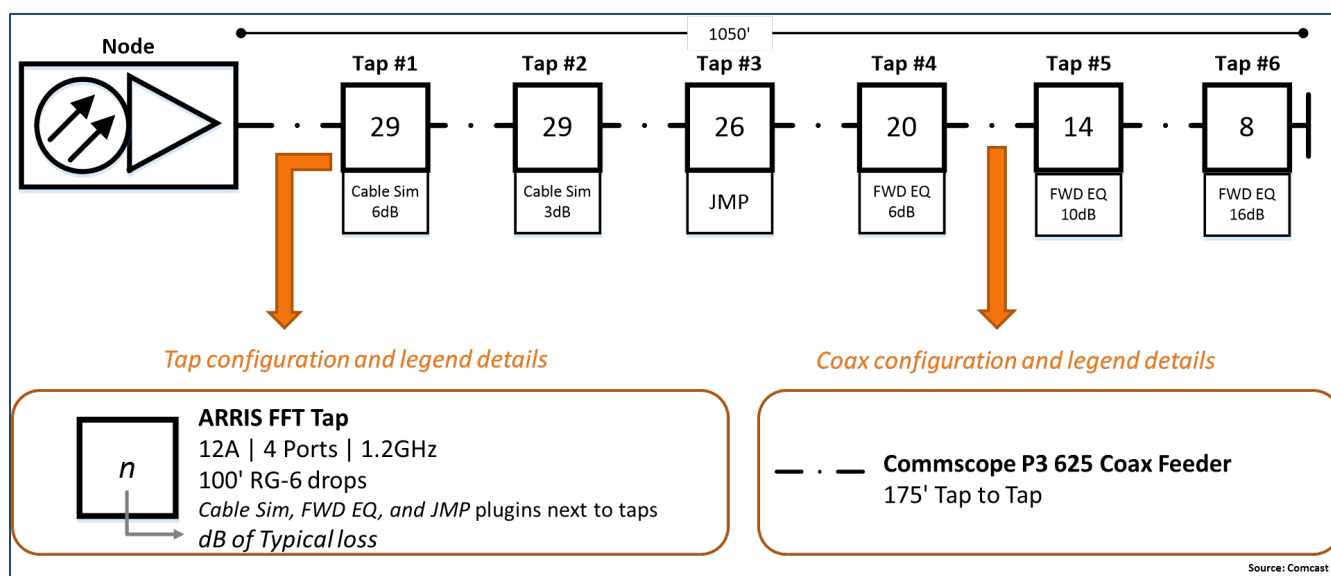 1050'
Node
Tap #1
Tap #2
Tap #3
Tap #4
Tap #5
Tap #6
29
29
26
20
14
8
Cable Sim
6dB
Cable Sim
3dB
JMP
FWD EQ
6dB
FWD EQ
10dB
FWD EQ
16dB
Tap configuration and legend details
Coax configuration and legend details
n
ARRIS FFT Tap
12A | 4 Ports | 1.2GHz
100' RG-6 drops
Cable Sim, FWD EQ, and JMP plugins next to taps
dB of Typical loss
Commscope P3 625 Coax Feeder
175' Tap to Tap
Source: Comcast